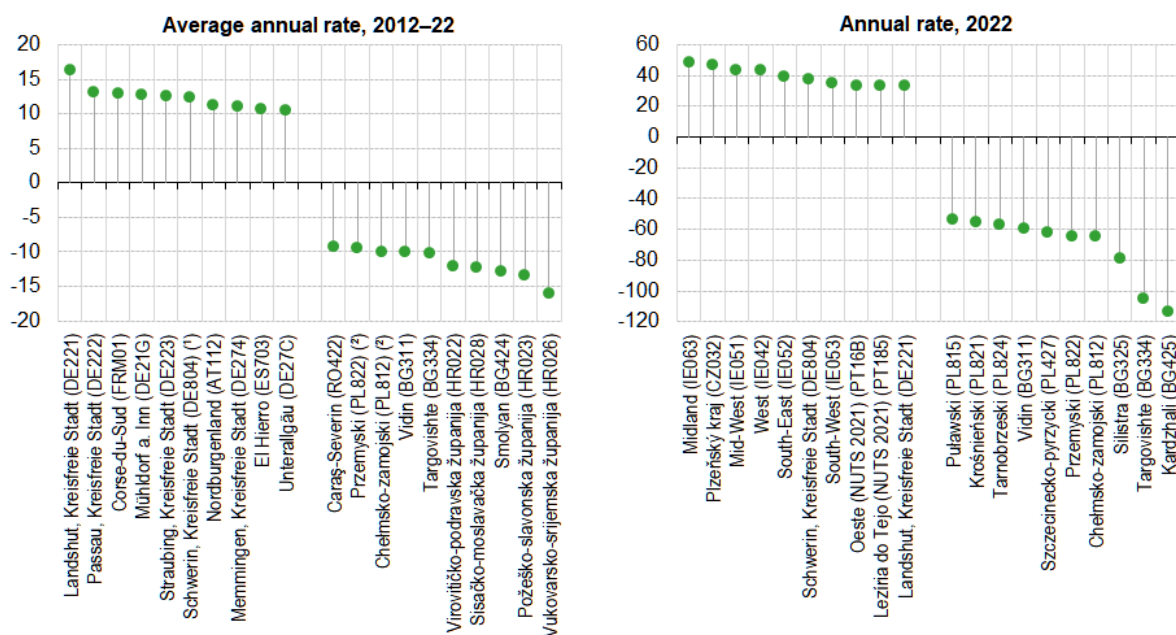 Average annual rate, 2012–22
20
15
10
5
0
-5
-10
-15
-20
Landshut, Kreisfreie Stadt (DE221)
Passau, Kreisfreie Stadt (DE222)
Corse-du-Sud (FRM01)
Mühldorf a. Inn (DE21G)
Straubing, Kreisfreie Stadt (DE223)
Schwerin, Kreisfreie Stadt (DE804) (¹)
Nordburgenland (AT112)
Memmingen, Kreisfreie Stadt (DE274)
El Hierro (ES703)
Unterallgäu (DE27C)
Caraş-Severin (RO422)
Przemyski (PL822) (²)
Chełmsko-zamojski (PL812) (²)
Vidin (BG311)
Targovishte (BG334)
Virovitičko-podravska županija (HR022)
Sisačko-moslavačka županija (HR028)
Smolyan (BG424)
Požeško-slavonska županija (HR023)
Vukovarsko-srijemska županija (HR026)
Annual rate, 2022
60
40
20
0
-20
-40
-60
-80
-100
-120
Midland (IE063)
Plzeňský kraj (CZ032)
Mid-West (IE051)
West (IE042)
South-East (IE052)
Schwerin, Kreisfreie Stadt (DE804)
South-West (IE053)
Oeste (NUTS 2021) (PT16B)
Lezíria do Tejo (NUTS 2021) (PT185)
Landshut, Kreisfreie Stadt (DE221)
Puławski (PL815)
Krośnieński (PL821)
Tarnobrzeski (PL824)
Vidin (BG311)
Szczecinecko-pyrzycki (PL427)
Przemyski (PL822)
Chełmsko-zamojski (PL812)
Silistra (BG325)
Targovishte (BG334)
Kardzhali (BG425)